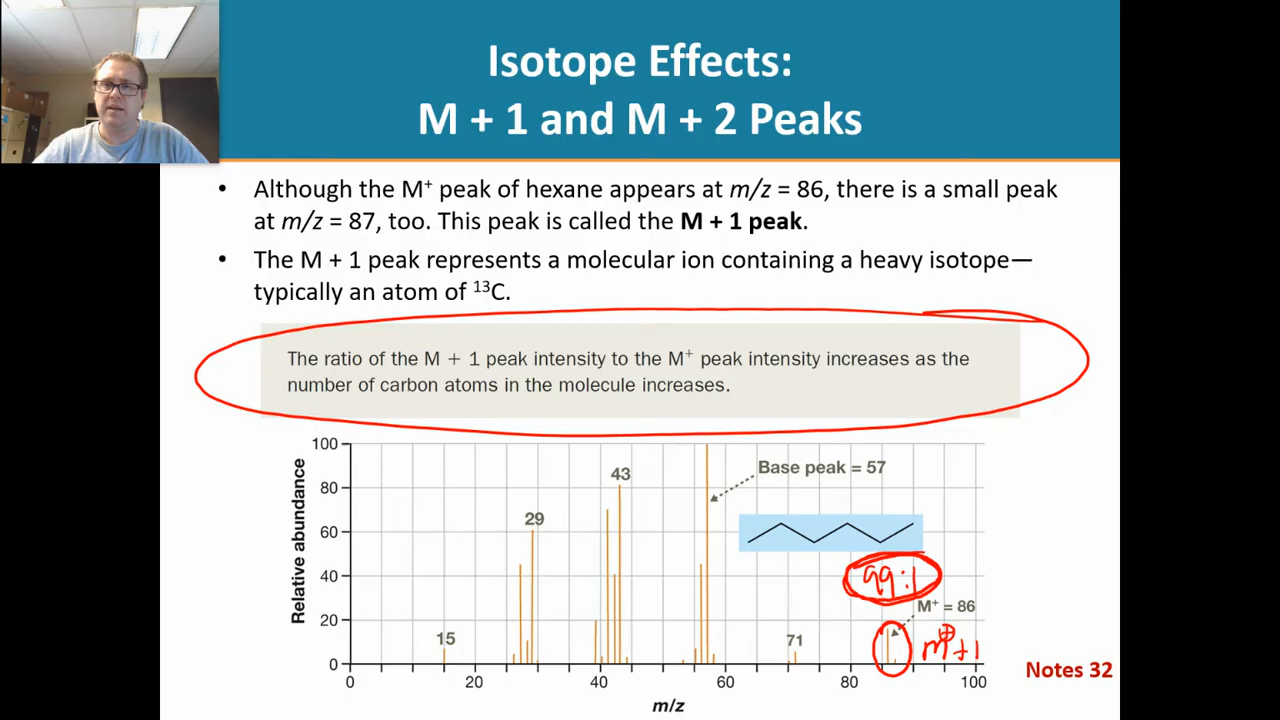 Isotope Effects:
M + 1 and M + 2 Peaks
• Although the M⁺ peak of hexane appears at m/z = 86, there is a small peak
at m/z = 87, too. This peak is called the M + 1 peak.
• The M + 1 peak represents a molecular ion containing a heavy isotope—
typically an atom of ¹³C.
The ratio of the M + 1 peak intensity to the M⁺ peak intensity increases as the
number of carbon atoms in the molecule increases.
Relative abundance
100
80
60
40
20
0
15
29
43
Base peak = 57
71
99:1
M⁺ = 86
m⊕+1
0 20 40 60 80 100
m/z
Notes 32